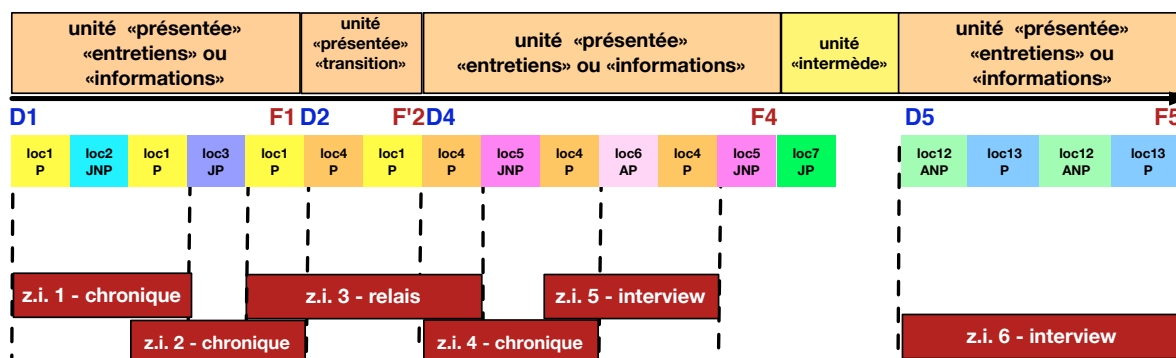 unité «présentée»
«entretiens» ou
«informations»
unité
«présentée»
«transition»
unité «présentée»
«entretiens» ou «informations»
unité
«intermède»
unité «présentée»
«entretiens» ou
«informations»
D1 F1 D2 F'2 D4 F4 D5 F5
loc1 loc2 loc1 loc3 loc1 loc4 loc1 loc4 loc5 loc4 loc6 loc4 loc5 loc7 loc12 loc13 loc12 loc13
P JNP P JP P P P P JNP P AP P JNP JP ANP P ANP P
z.i. 1 - chronique
z.i. 3 - relais
z.i. 5 - interview
z.i. 2 - chronique
z.i. 4 - chronique
z.i. 6 - interview